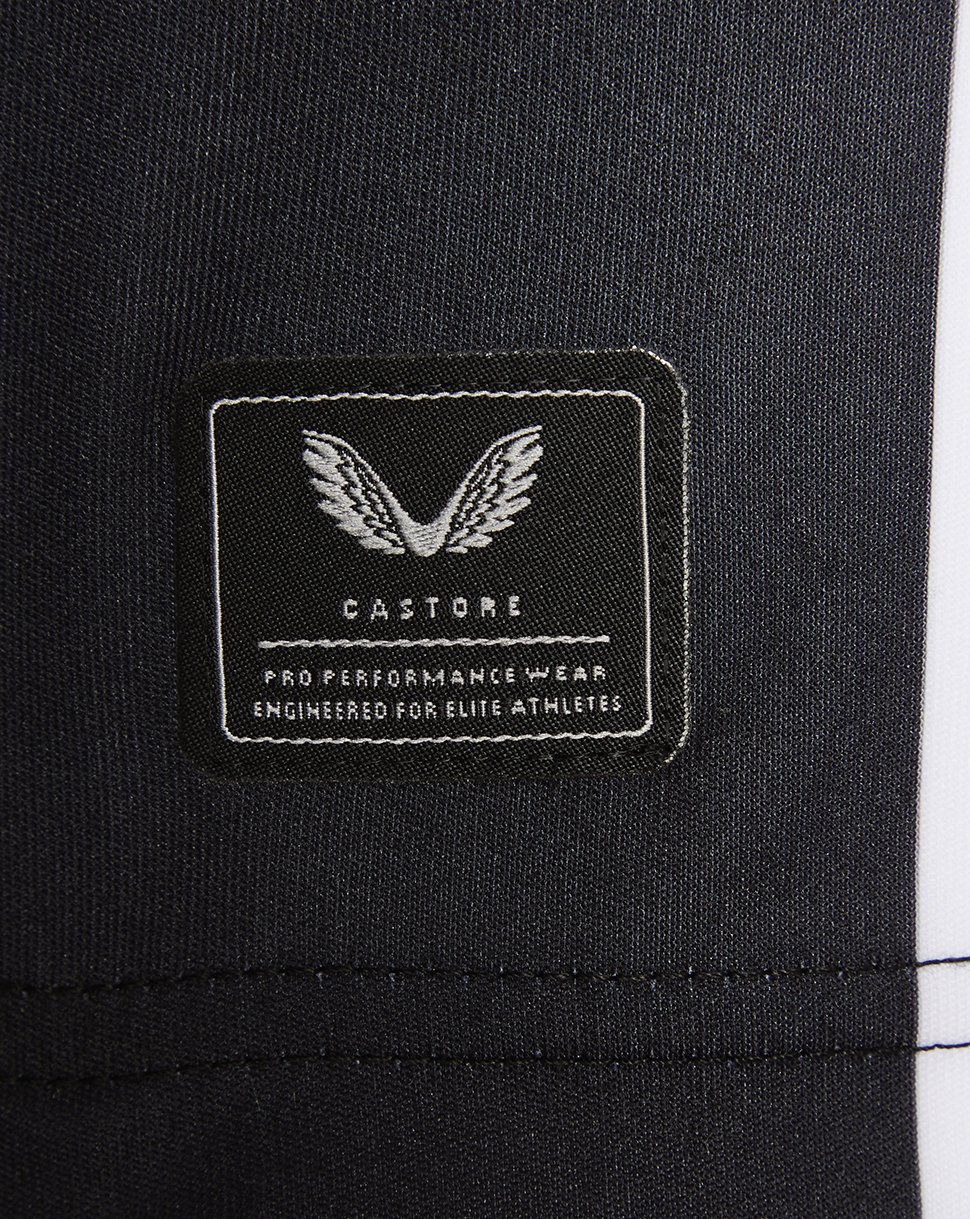 CASTORE
PRO PERFORMANCE WEAR
ENGINEERED FOR ELITE ATHLETES